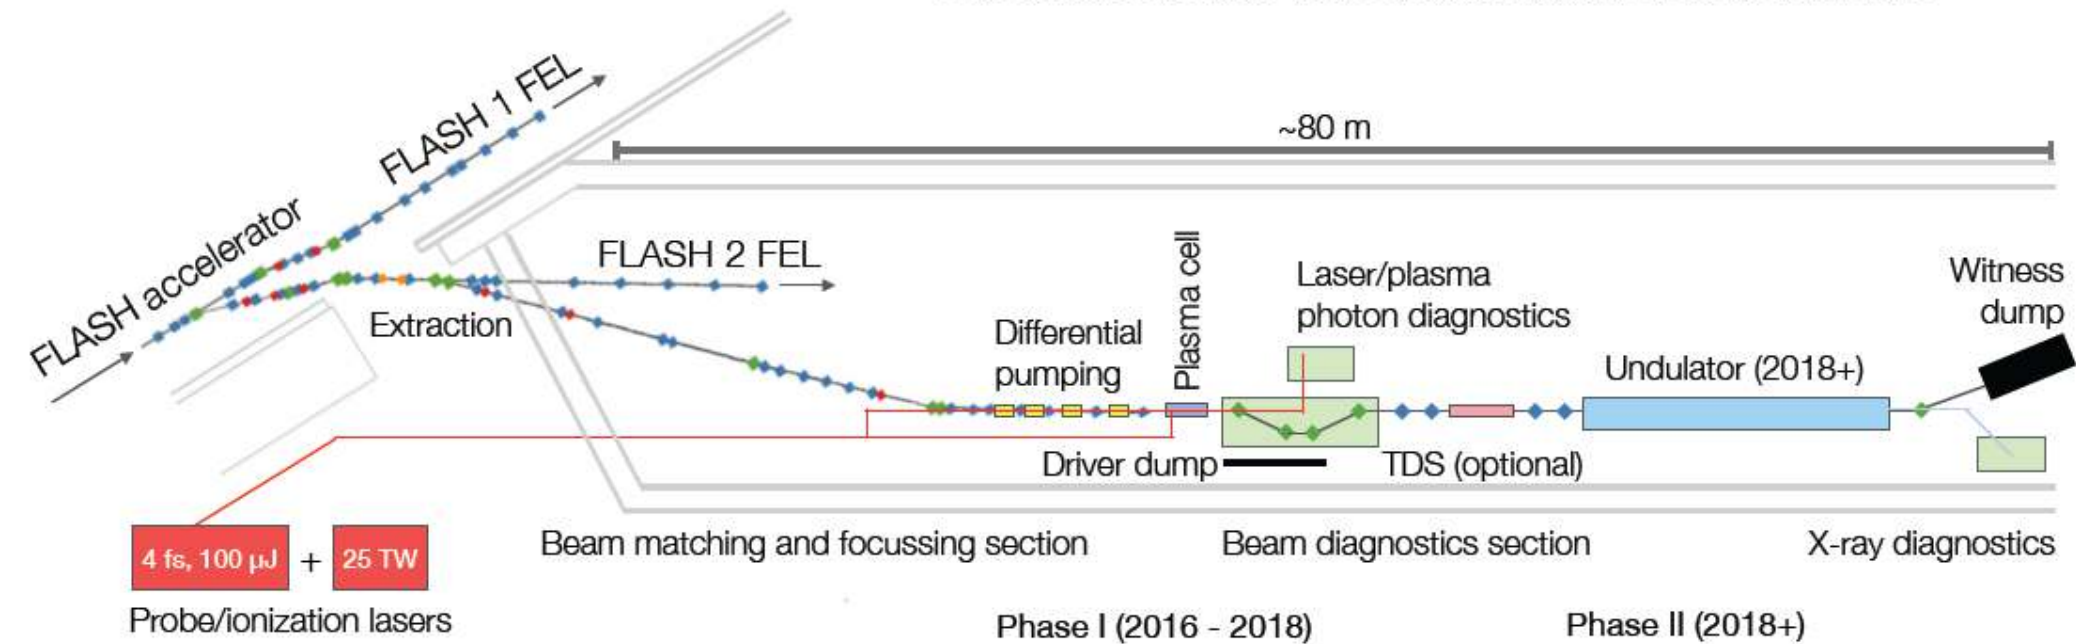 FLASH 1 FEL
~80 m
FLASH accelerator
FLASH 2 FEL
Extraction
Differential
pumping
Plasma cell
Laser/plasma
photon diagnostics
Undulator (2018+)
Witness
dump
Driver dump
TDS (optional)
4 fs, 100 µJ + 25 TW
Probe/ionization lasers
Beam matching and focussing section
Beam diagnostics section
X-ray diagnostics
Phase I (2016 - 2018)
Phase II (2018+)